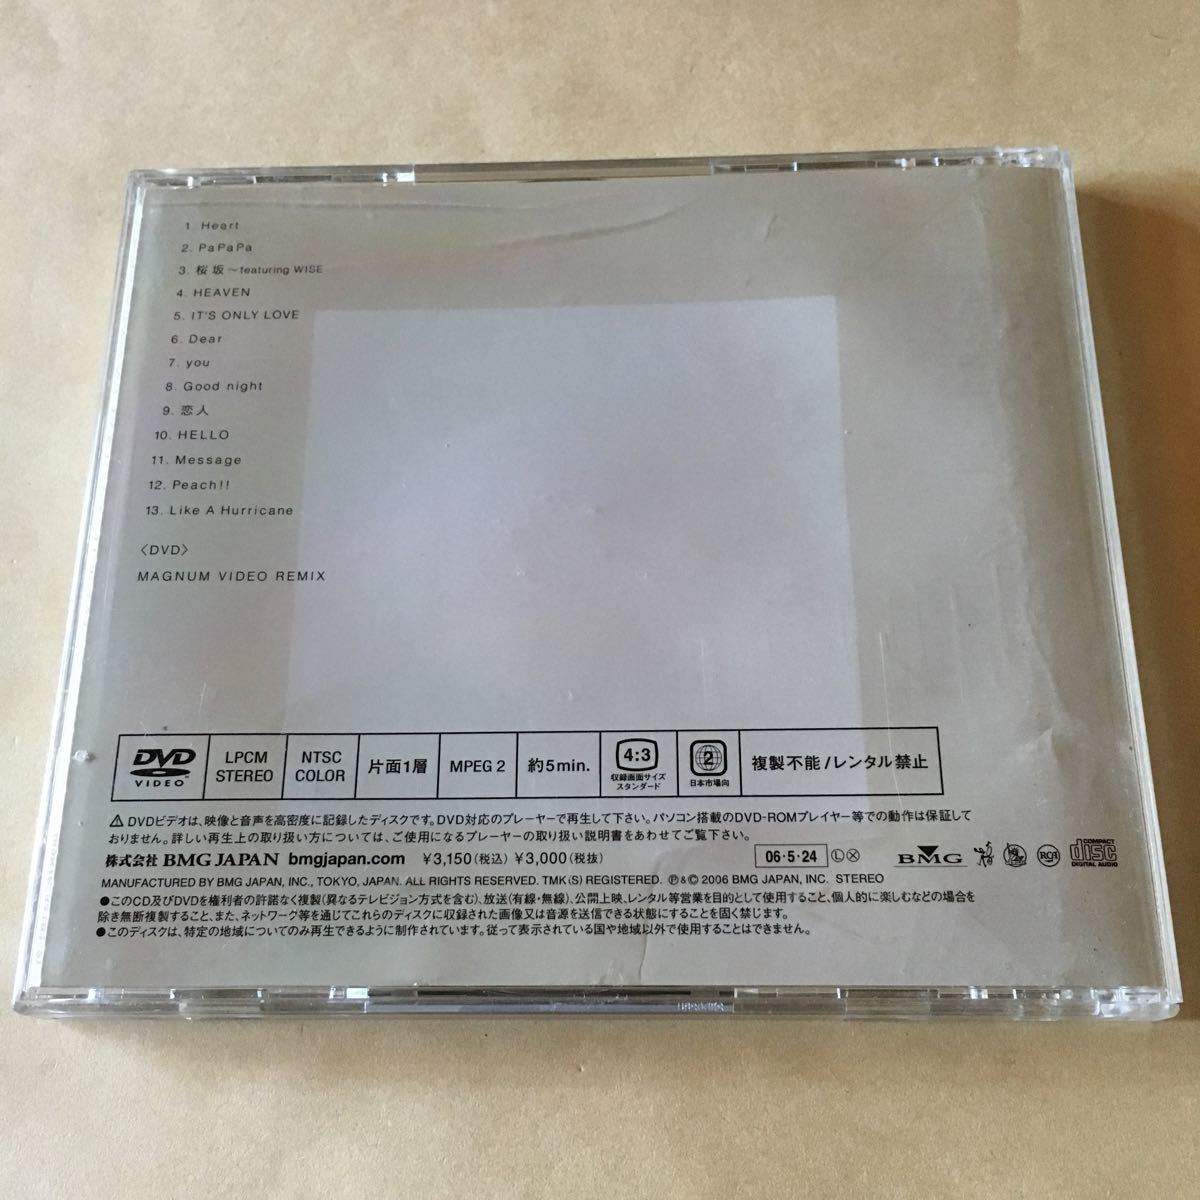 1. Heart
2. PaPaPa
3. 桜坂～featuring WISE
4. HEAVEN
5. IT'S ONLY LOVE
6. Dear
7. you
8. Good night
9. 恋人
10. HELLO
11. Message
12. Peach!!
13. Like A Hurricane
〈DVD〉
MAGNUM VIDEO REMIX
DVD VIDEO LPCM STEREO NTSC COLOR 片面1層 MPEG 2 約5min. 4:3 収録画面サイズ スタンダード 2 日本市場向 複製不能/レンタル禁止
⚠DVDビデオは、映像と音声を高密度に記録したディスクです。DVD対応のプレーヤーで再生して下さい。パソコン搭載のDVD-ROMプレイヤー等での動作は保証して
おりません。詳しい再生上の取り扱い方については、ご使用になるプレーヤーの取り扱い説明書をあわせてご覧下さい。
株式会社 BMG JAPAN bmgjapan.com ¥3,150(税込) ¥3,000(税抜) 06・5・24 Ⓛ Ⓧ BMG RCA COMPACT disc DIGITAL AUDIO
MANUFACTURED BY BMG JAPAN, INC., TOKYO, JAPAN. ALL RIGHTS RESERVED. TMK(S) REGISTERED. ℗&© 2006 BMG JAPAN, INC. STEREO
●このCD及びDVDを権利者の許諾なく複製(異なるテレビジョン方式を含む)、放送(有線・無線)、公開上映、レンタル等営業を目的として使用すること、個人的に楽しむなどの場合を
除き無断複製すること、また、ネットワーク等を通じてこれらのディスクに収録された画像又は音源を送信できる状態にすることを固く禁じます。
●このディスクは、特定の地域についてのみ再生できるように制作されています。従って表示されている国や地域以外で使用することはできません。